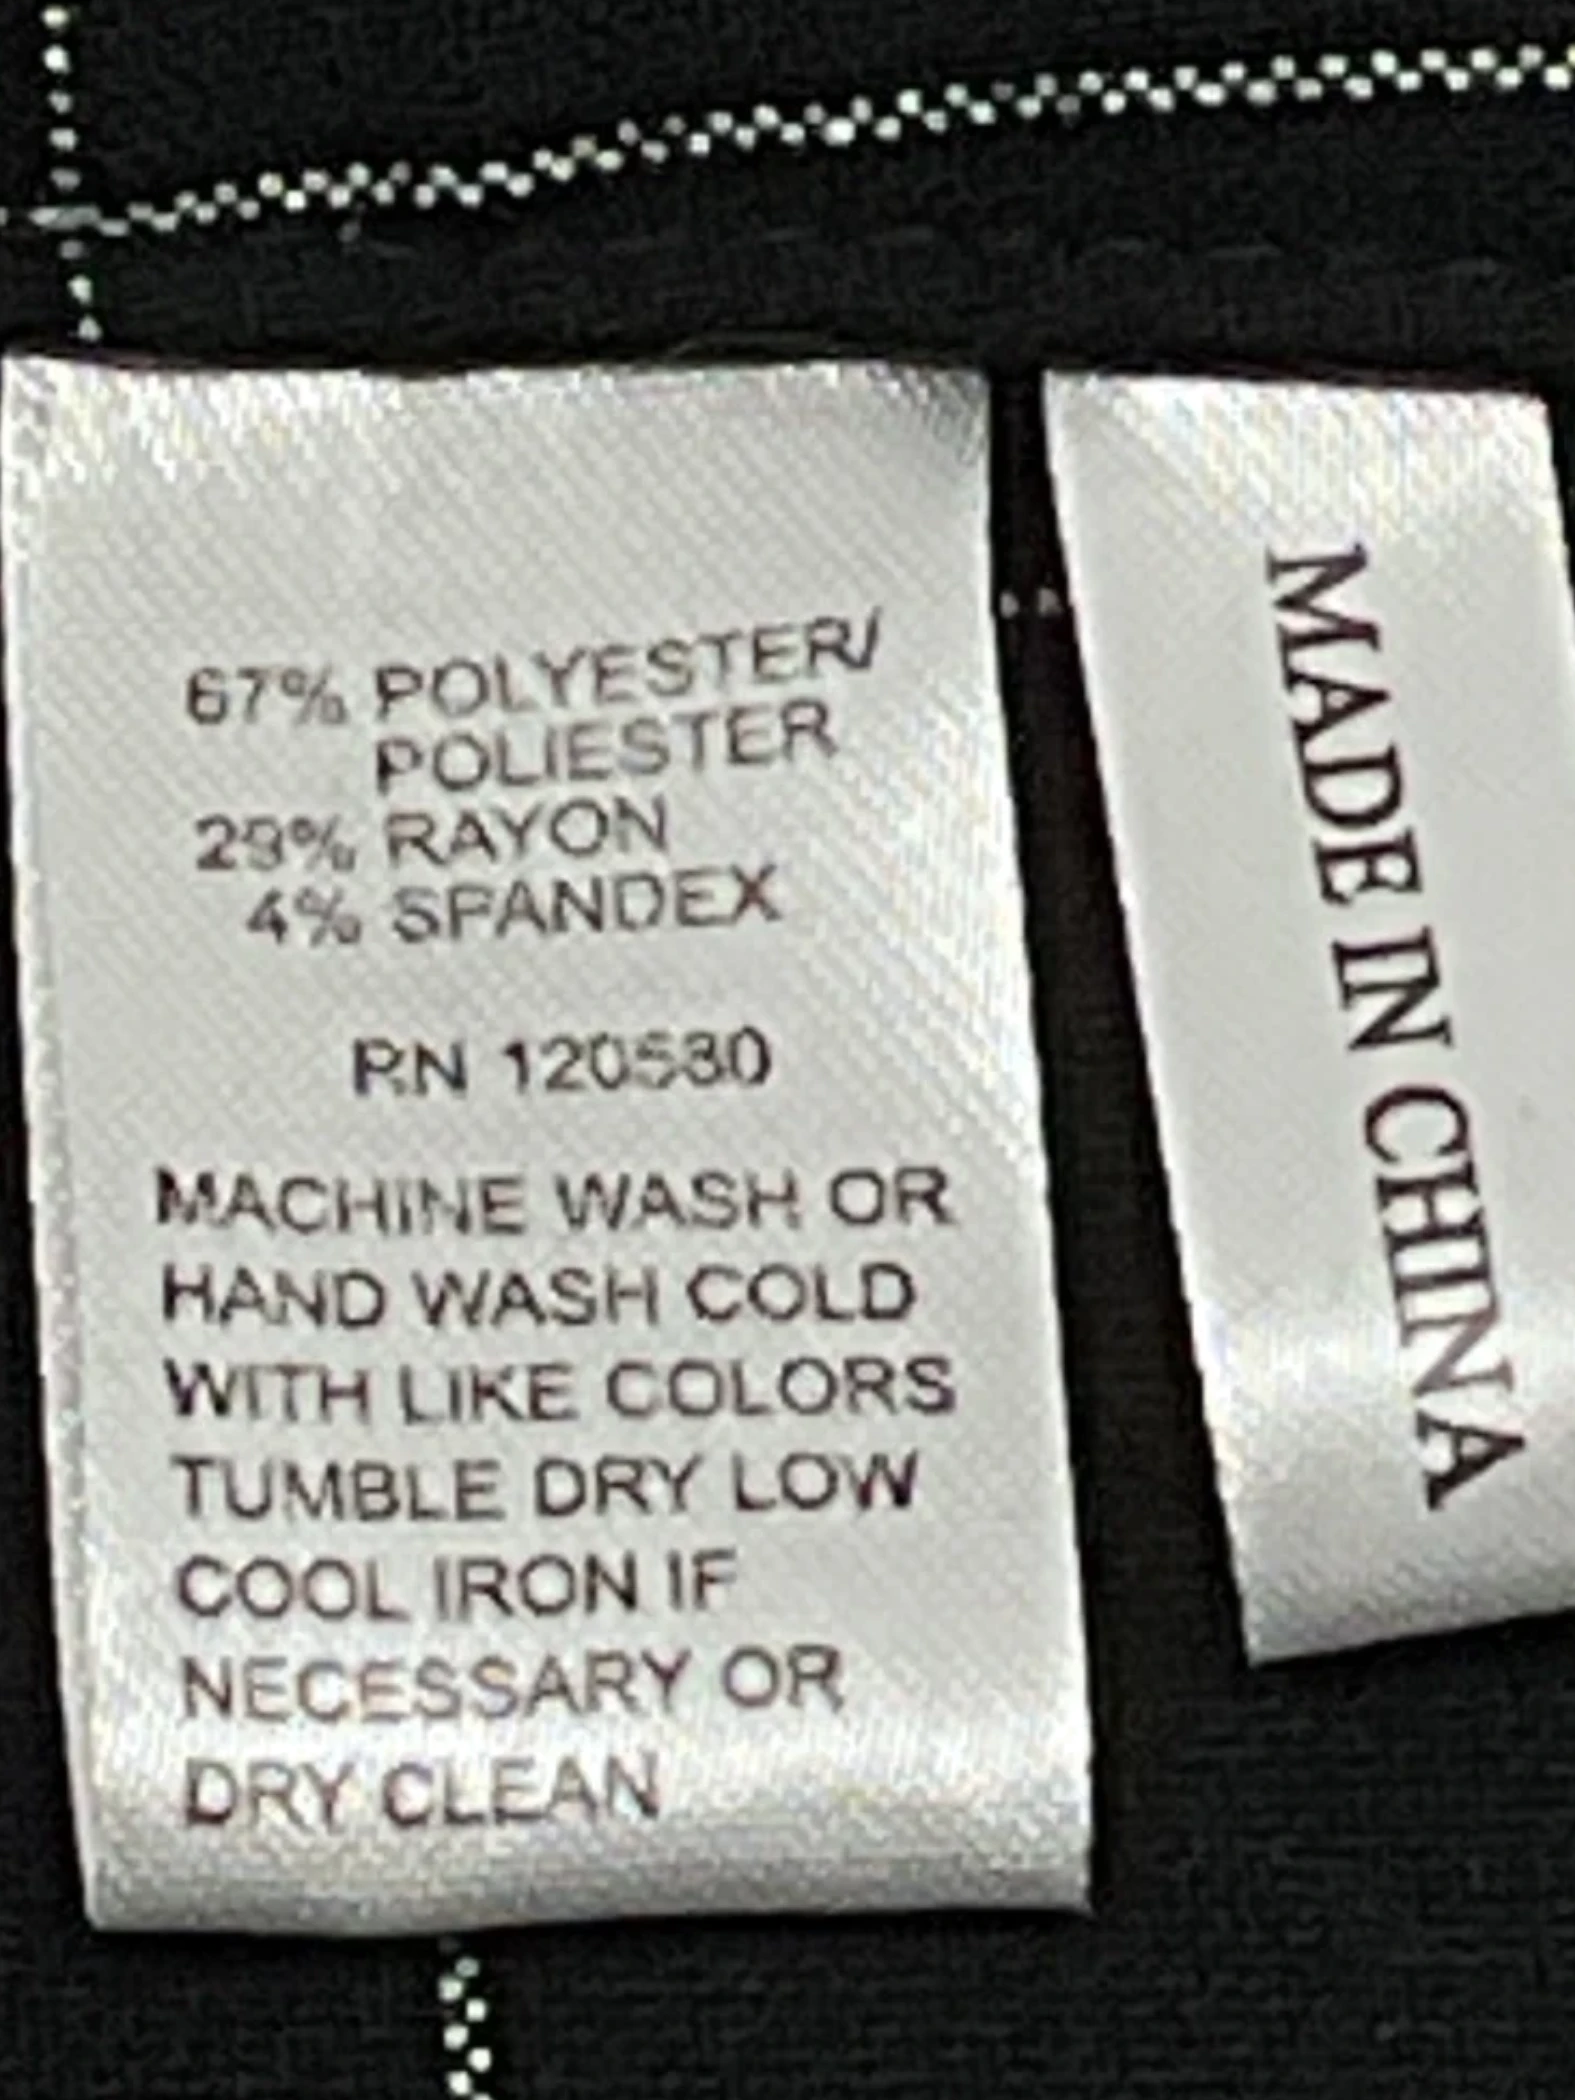 67% POLYESTER/
POLIESTER
29% RAYON
4% SPANDEX
RN 120580
MACHINE WASH OR
HAND WASH COLD
WITH LIKE COLORS
TUMBLE DRY LOW
COOL IRON IF
NECESSARY OR
DRY CLEAN
MADE IN CHINA